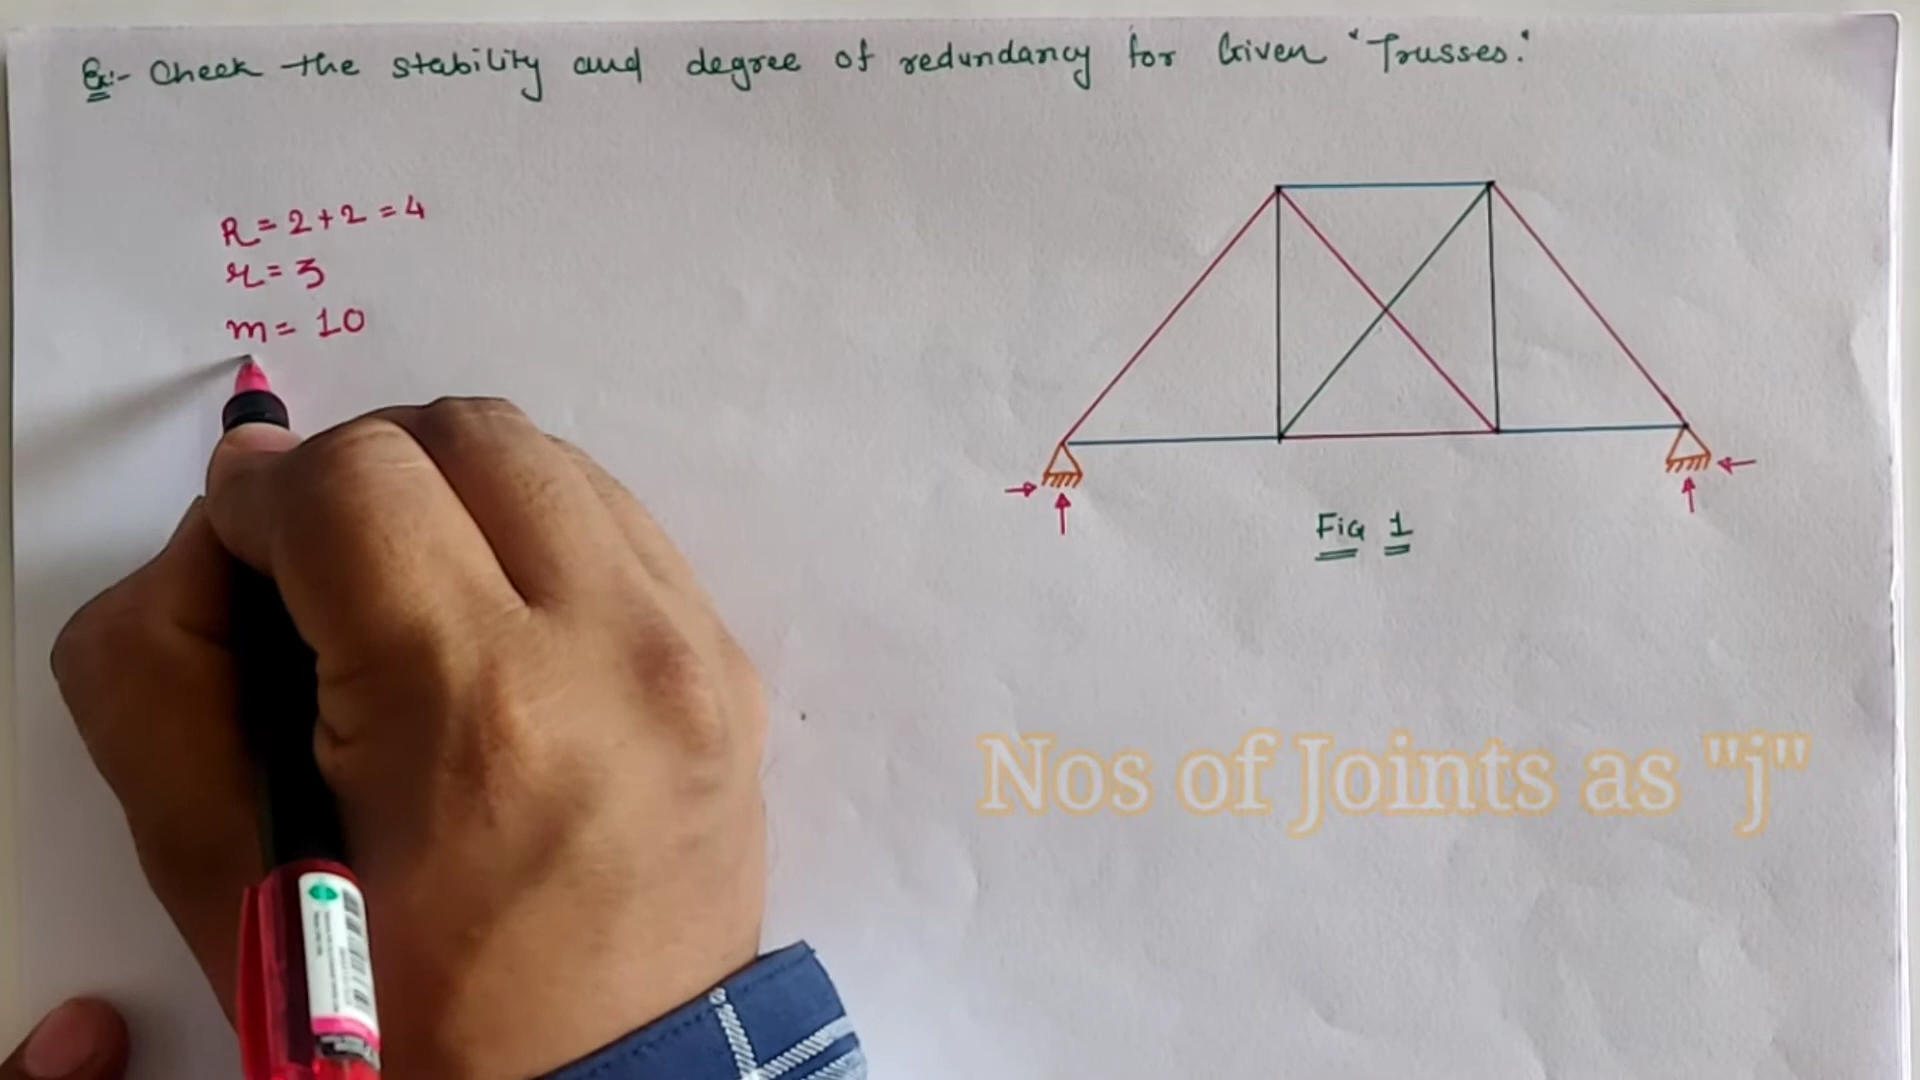 Ex:- Check the stability and degree of redundancy for Given "Trusses."
R = 2 + 2 = 4
r = 3
m = 10
Fig 1
Nos of Joints as "j"